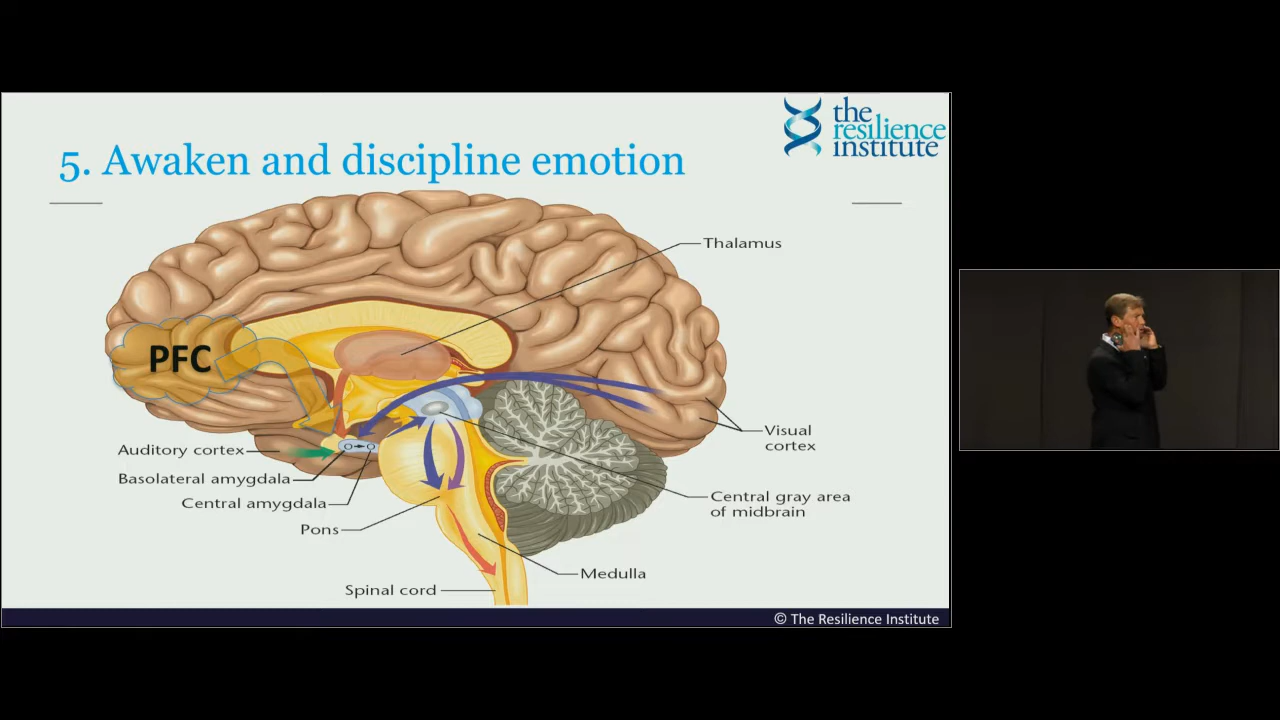 the
resilience
institute
5. Awaken and discipline emotion
Thalamus
PFC
Visual
cortex
Auditory cortex
Basolateral amygdala
Central amygdala
Central gray area
of midbrain
Pons
Medulla
Spinal cord
© The Resilience Institute